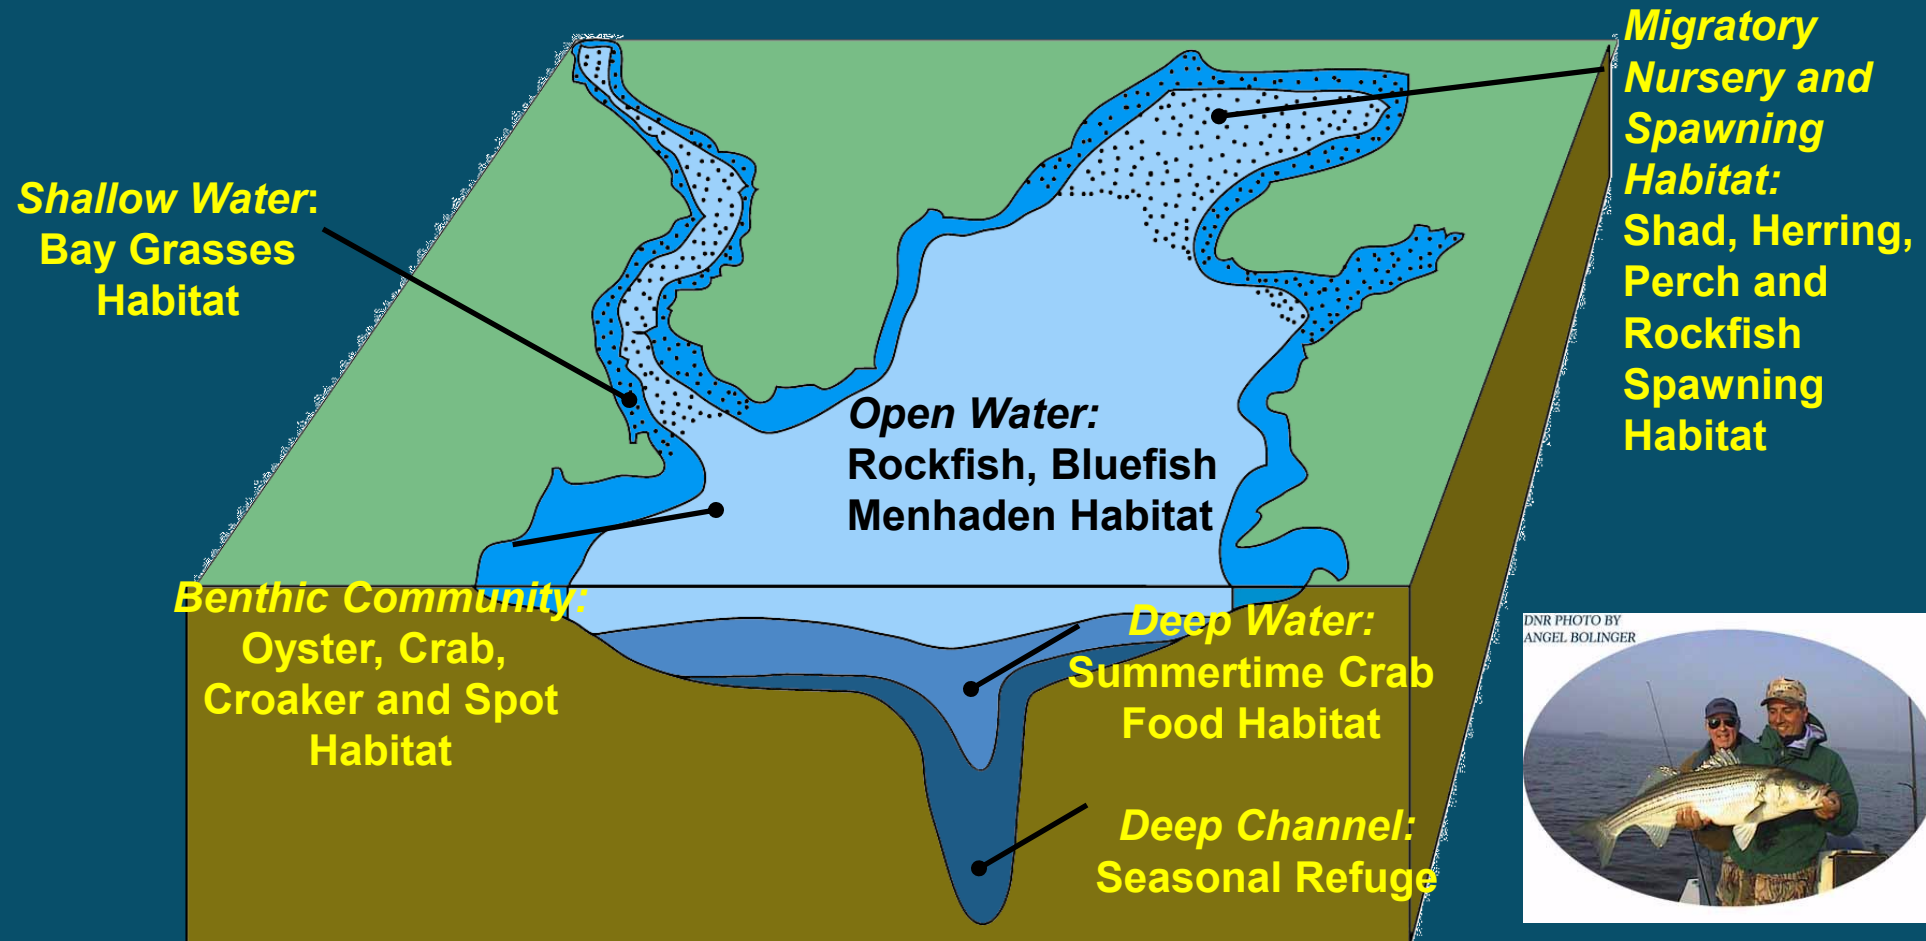 Migratory
Nursery and
Spawning
Habitat:
Shad, Herring,
Perch and
Rockfish
Spawning
Habitat
Shallow Water:
Bay Grasses
Habitat
Open Water:
Rockfish, Bluefish
Menhaden Habitat
Benthic Community:
Oyster, Crab,
Croaker and Spot
Habitat
Deep Water:
Summertime Crab
Food Habitat
Deep Channel:
Seasonal Refuge
DNR PHOTO BY
ANGEL BOLINGER